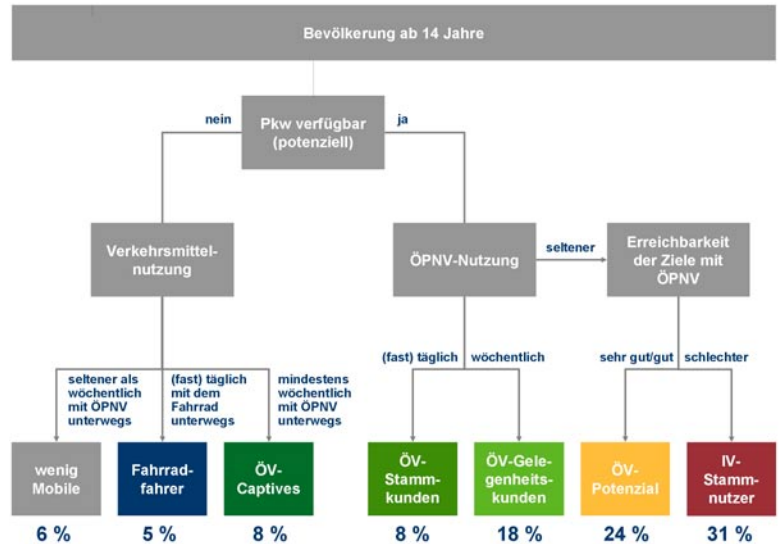 Bevölkerung ab 14 Jahre
nein
Pkw verfügbar
(potenziell)
ja
Verkehrsmittel-
nutzung
ÖPNV-Nutzung
seltener
Erreichbarkeit
der Ziele mit
ÖPNV
seltener als
wöchentlich
mit ÖPNV
unterwegs
(fast) täglich
mit dem
Fahrrad
unterwegs
mindestens
wöchentlich
mit ÖPNV
unterwegs
(fast) täglich
wöchentlich
sehr gut/gut
schlechter
wenig
Mobile
Fahrrad-
fahrer
ÖV-
Captives
ÖV-
Stamm-
kunden
ÖV-Gele-
genheits-
kunden
ÖV-
Potenzial
IV-
Stamm-
nutzer
6 %
5 %
8 %
8 %
18 %
24 %
31 %